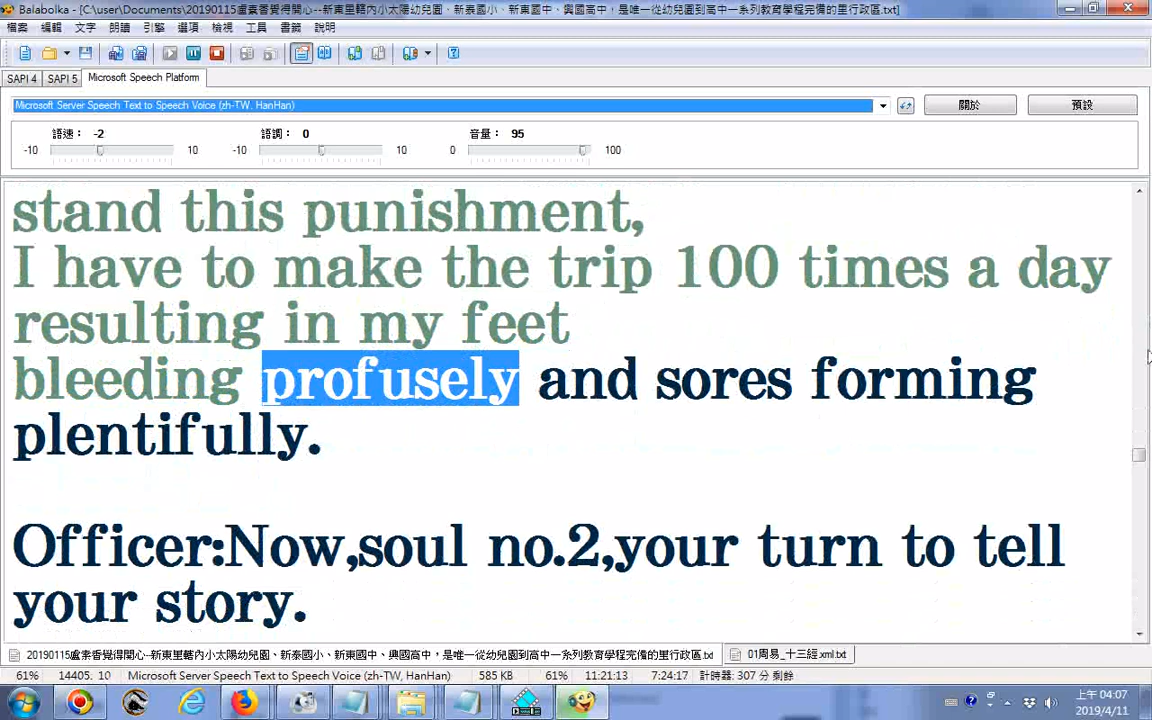 Balabolka - [C:\user\Documents\20190115盧素香覺得開心--新東里轄內小太陽幼兒園、新泰國小、新東國中、興國高中，是唯一從幼兒園到高中一系列教育學程完備的里行政區.txt]
檔案 編輯 文字 朗讀 引擎 選項 檢視 工具 書籤 說明
SAPI 4 SAPI 5 Microsoft Speech Platform
Microsoft Server Speech Text to Speech Voice (zh-TW, HanHan) 關於 預設
語速： -2 語調： 0 音量： 95
-10 10 -10 10 0 100
stand this punishment,
I have to make the trip 100 times a day
resulting in my feet
bleeding profusely and sores forming
plentifully.
Officer:Now,soul no.2,your turn to tell
your story.
20190115盧素香覺得開心--新東里轄內小太陽幼兒園、新泰國小、新東國中、興國高中，是唯一從幼兒園到高中一系列教育學程完備的里行政區.txt 01周易_十三經.xml.txt
61% 14405. 10 Microsoft Server Speech Text to Speech Voice (zh-TW, HanHan) 585 KB 61% 11:21:13 7:24:17 計時器: 307 分 剩餘
上午 04:07
2019/4/11